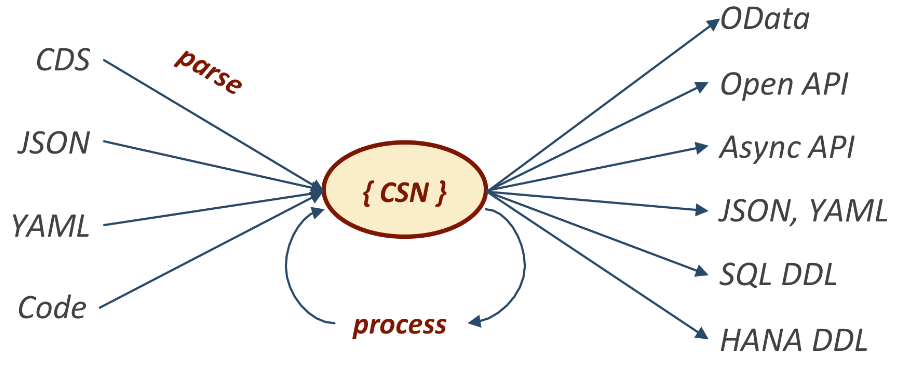 CDS
JSON
YAML
Code
parse
{ CSN }
process
OData
Open API
Async API
JSON, YAML
SQL DDL
HANA DDL